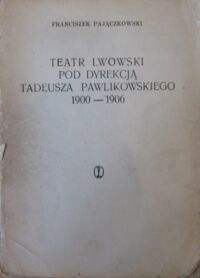 FRANCISZEK PAJĄCZKOWSKI
TEATR LWOWSKI
POD DYREKCJĄ
TADEUSZA PAWLIKOWSKIEGO
1900—1906